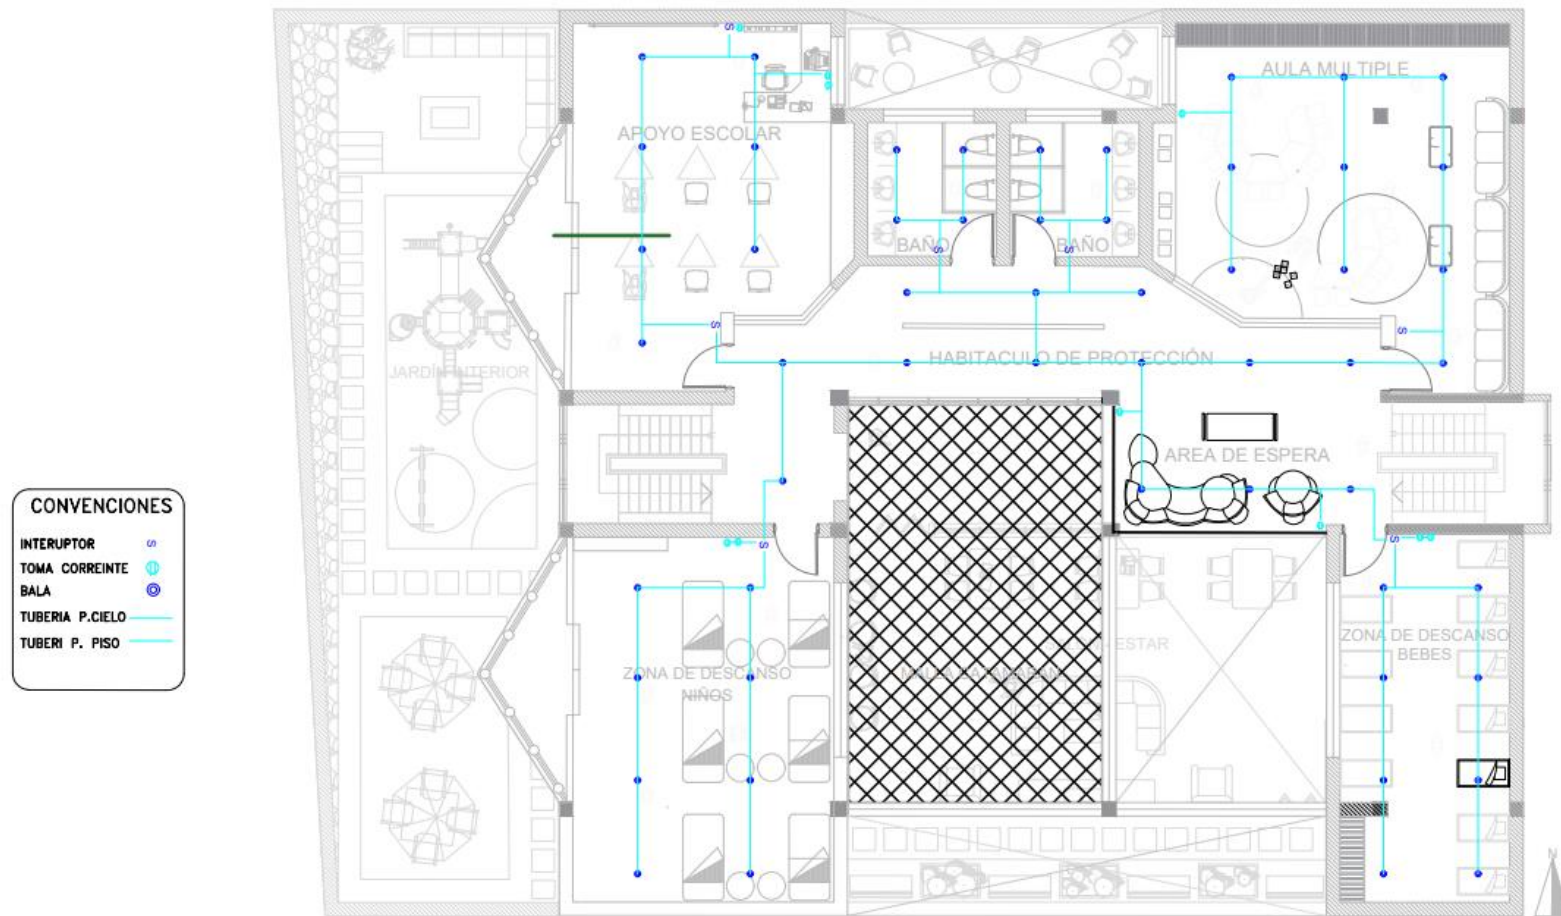 AULA MULTIPLE
APOYO ESCOLAR
S
S
BAÑO
S
BAÑO
S
S
S
HABITACULO DE PROTECCIÓN
JARDÍN INTERIOR
AREA DE ESPERA
CONVENCIONES
INTERUPTOR S
TOMA CORREINTE
BALA
TUBERIA P.CIELO
TUBERI P. PISO
S
S
ZONA DE DESCANSO
NIÑOS
ESTAR
ZONA DE DESCANSO
BEBES
N